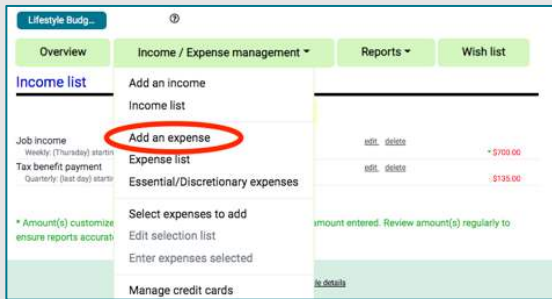 Lifestyle Budg...
?
Overview Income / Expense management Reports Wish list
Income list
Add an income
Income list
Add an expense
Expense list
Essential/Discretionary expenses
Select expenses to add
Edit selection list
Enter expenses selected
Manage credit cards
Job income edit delete
Weekly: (Thursday) startin * $700.00
Tax benefit payment edit delete
Quarterly: (last day) startin $135.00
* Amount(s) customize mount entered. Review amount(s) regularly to
ensure reports accurat
le details